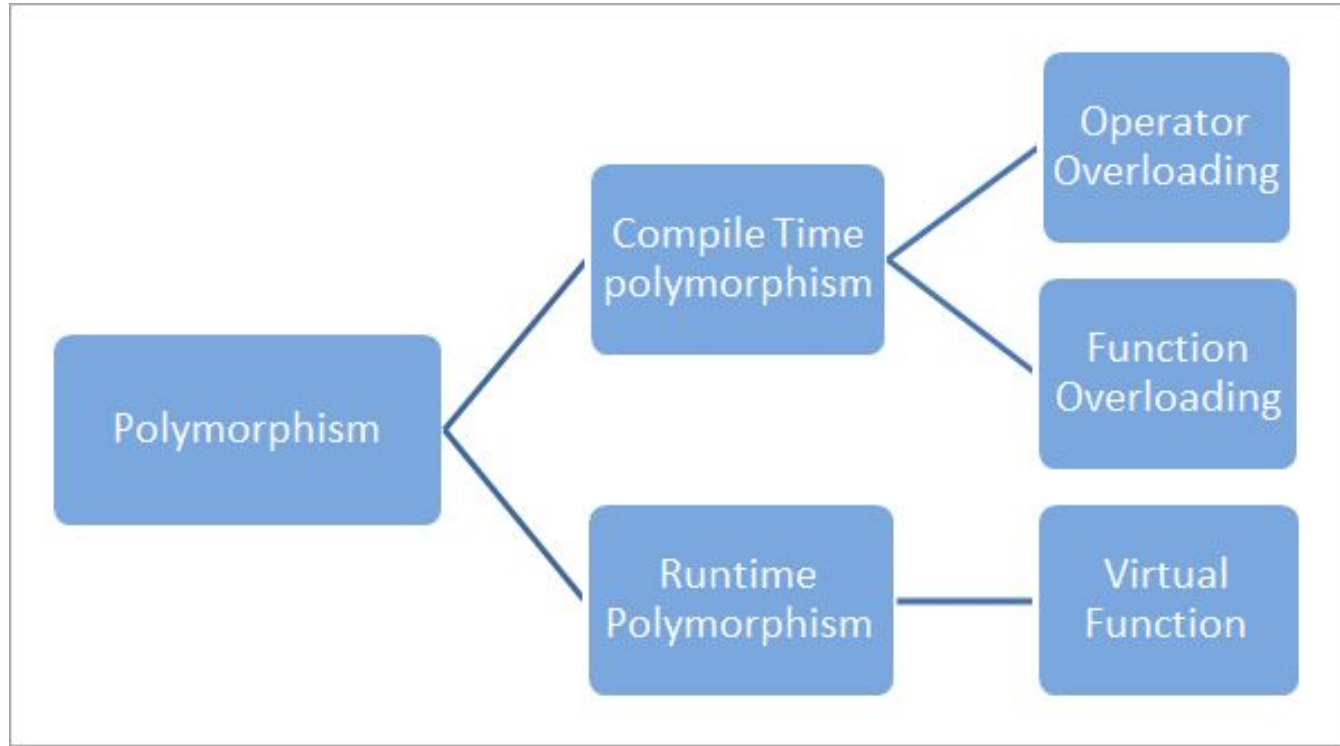 Polymorphism
Compile Time
polymorphism
Operator
Overloading
Function
Overloading
Runtime
Polymorphism
Virtual
Function